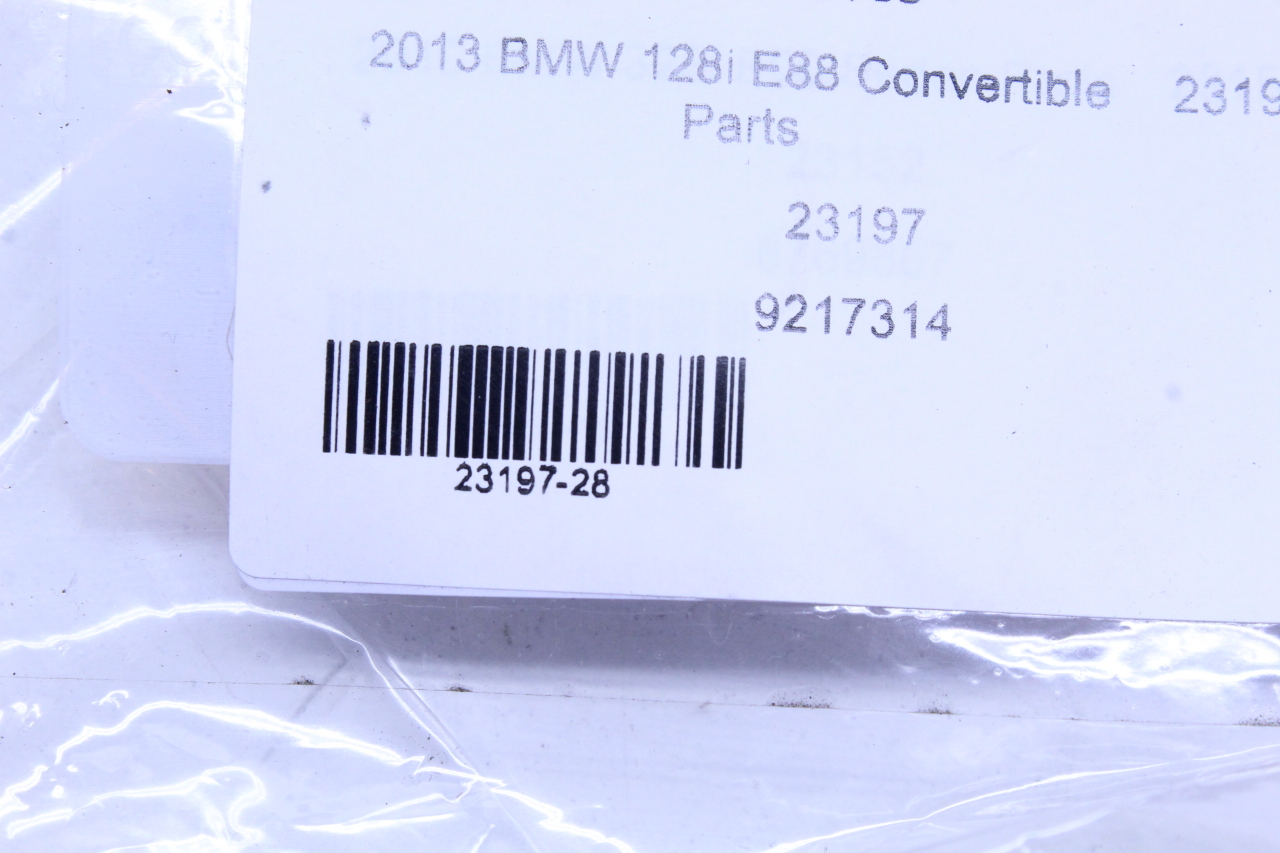 2013 BMW 128i E88 Convertible
Parts
23197
9217314
23197-28